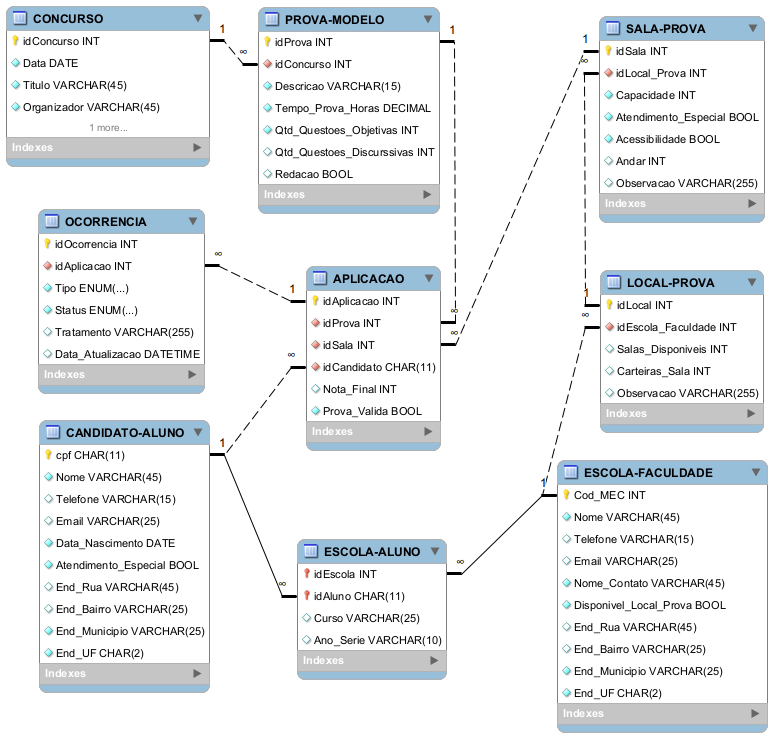 CONCURSO
idConcurso INT
Data DATE
Titulo VARCHAR(45)
Organizador VARCHAR(45)
1 more...
Indexes
1
∞
PROVA-MODELO
idProva INT
idConcurso INT
Descricao VARCHAR(15)
Tempo_Prova_Horas DECIMAL
Qtd_Questoes_Objetivas INT
Qtd_Questoes_Discurssivas INT
Redacao BOOL
Indexes
1
∞
SALA-PROVA
idSala INT
idLocal_Prova INT
Capacidade INT
Atendimento_Especial BOOL
Acessibilidade BOOL
Andar INT
Observacao VARCHAR(255)
Indexes
1
∞
OCORRENCIA
idOcorrencia INT
idAplicacao INT
Tipo ENUM(...)
Status ENUM(...)
Tratamento VARCHAR(255)
Data_Atualizacao DATETIME
Indexes
∞
1
APLICACAO
idAplicacao INT
idProva INT
idSala INT
idCandidato CHAR(11)
Nota_Final INT
Prova_Valida BOOL
Indexes
∞
∞
LOCAL-PROVA
idLocal INT
idEscola_Faculdade INT
Salas_Disponiveis INT
Carteiras_Sala INT
Observacao VARCHAR(255)
Indexes
1
∞
CANDIDATO-ALUNO
cpf CHAR(11)
Nome VARCHAR(45)
Telefone VARCHAR(15)
Email VARCHAR(25)
Data_Nascimento DATE
Atendimento_Especial BOOL
End_Rua VARCHAR(45)
End_Bairro VARCHAR(25)
End_Municipio VARCHAR(25)
End_UF CHAR(2)
Indexes
1
∞
ESCOLA-ALUNO
idEscola INT
idAluno CHAR(11)
Curso VARCHAR(25)
Ano_Serie VARCHAR(10)
Indexes
∞
1
ESCOLA-FACULDADE
Cod_MEC INT
Nome VARCHAR(45)
Telefone VARCHAR(15)
Email VARCHAR(25)
Nome_Contato VARCHAR(45)
Disponivel_Local_Prova BOOL
End_Rua VARCHAR(45)
End_Bairro VARCHAR(25)
End_Municipio VARCHAR(25)
End_UF CHAR(2)
Indexes